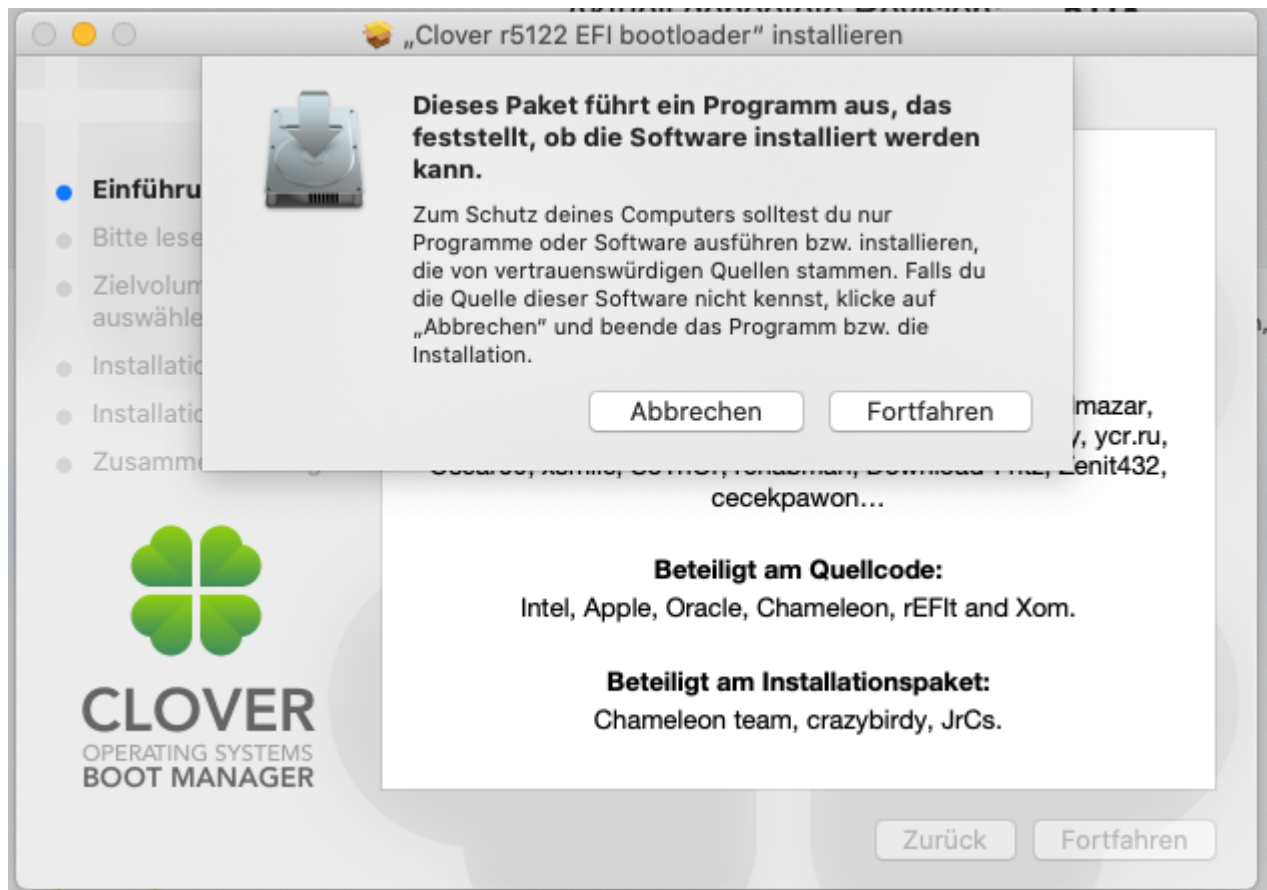 „Clover r5122 EFI bootloader“ installieren
Dieses Paket führt ein Programm aus, das
feststellt, ob die Software installiert werden
kann.
Zum Schutz deines Computers solltest du nur
Programme oder Software ausführen bzw. installieren,
die von vertrauenswürdigen Quellen stammen. Falls du
die Quelle dieser Software nicht kennst, klicke auf
„Abbrechen“ und beende das Programm bzw. die
Installation.
Abbrechen
Fortfahren
Einführu
Bitte lese
Zielvolum
auswähle
Installatio
Installatio
Zusamme
lmazar,
y, ycr.ru,
Zenit432,
cecekpawon...
Beteiligt am Quellcode:
Intel, Apple, Oracle, Chameleon, rEFIt and Xom.
Beteiligt am Installationspaket:
Chameleon team, crazybirdy, JrCs.
CLOVER
OPERATING SYSTEMS
BOOT MANAGER
Zurück
Fortfahren